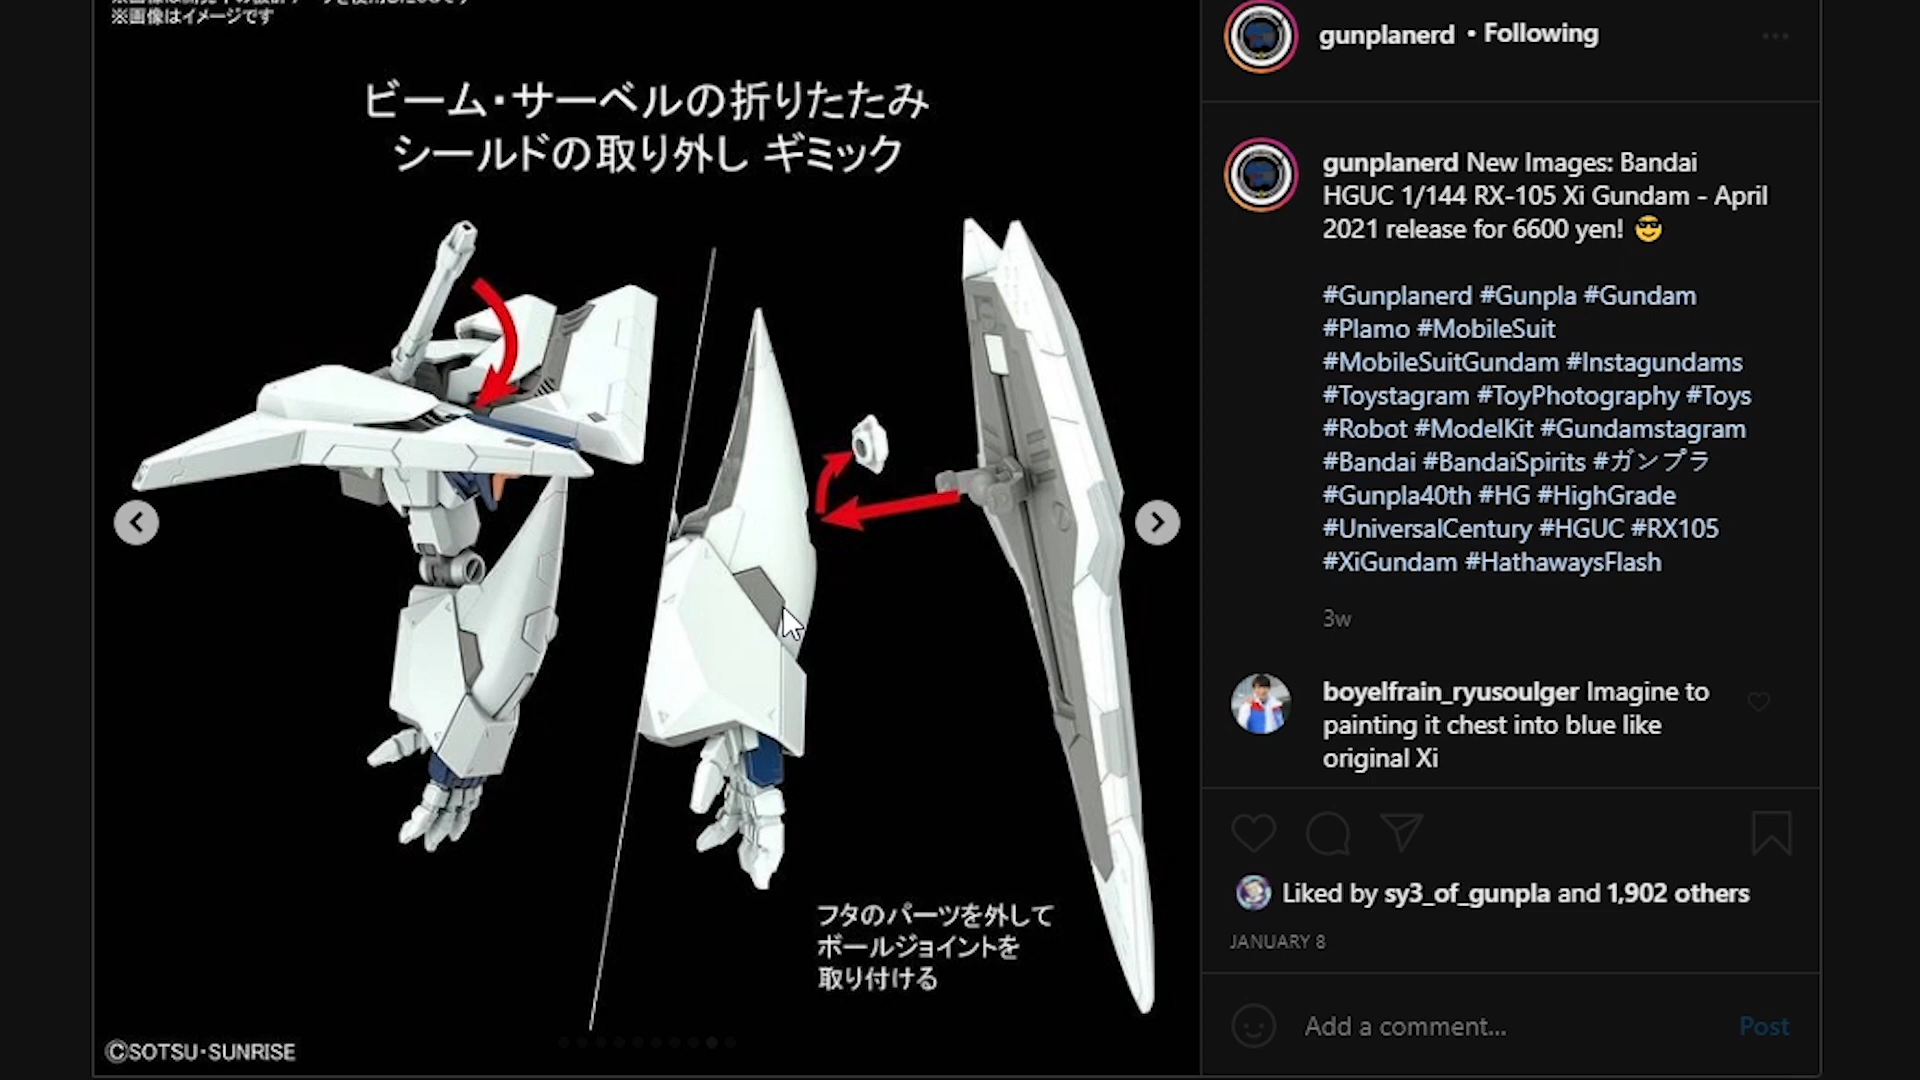 ※画像はイメージです
ビーム・サーベルの折りたたみ
シールドの取り外し ギミック
フタのパーツを外して
ボールジョイントを
取り付ける
©SOTSU・SUNRISE
gunplanerd • Following
gunplanerd New Images: Bandai
HGUC 1/144 RX-105 Xi Gundam - April
2021 release for 6600 yen! 😎
#Gunplanerd #Gunpla #Gundam
#Plamo #MobileSuit
#MobileSuitGundam #Instagundams
#Toystagram #ToyPhotography #Toys
#Robot #ModelKit #Gundamstagram
#Bandai #BandaiSpirits #ガンプラ
#Gunpla40th #HG #HighGrade
#UniversalCentury #HGUC #RX105
#XiGundam #HathawaysFlash
3w
boyelfrain_ryusoulger Imagine to
painting it chest into blue like
original Xi
Liked by sy3_of_gunpla and 1,902 others
JANUARY 8
Add a comment...
Post